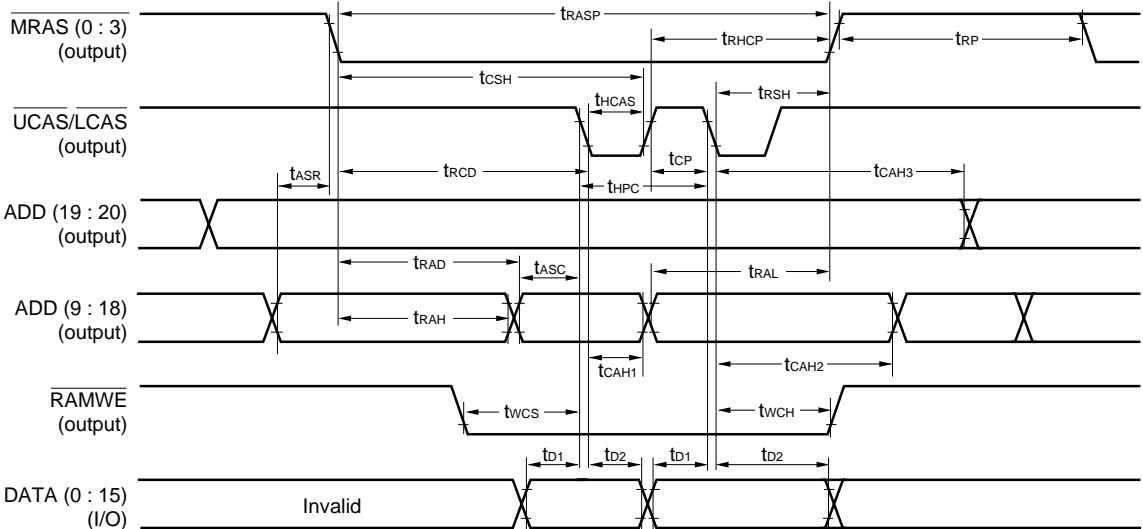 tRASP
MRAS (0 : 3)
(output)
tRHCP
tRP
tCSH
tHCAS
tRSH
UCAS/LCAS
(output)
tASR
tRCD
tCP
tCAH3
tHPC
ADD (19 : 20)
(output)
tRAD
tASC
tRAL
ADD (9 : 18)
(output)
tRAH
tCAH1
tCAH2
RAMWE
(output)
tWCS
tWCH
tD1
tD2
tD1
tD2
DATA (0 : 15)
(I/O)
Invalid